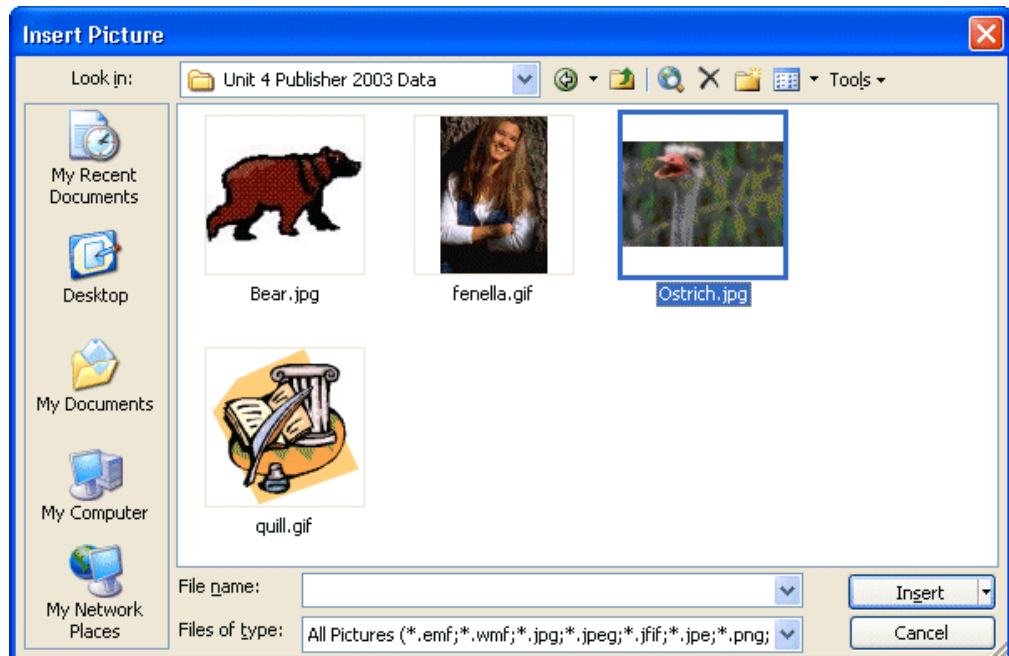 Insert Picture
Look in:
Unit 4 Publisher 2003 Data
Tools
My Recent
Documents
Desktop
My Documents
My Computer
My Network
Places
Bear.jpg
fenella.gif
Ostrich.jpg
quill.gif
File name:
Insert
Files of type:
All Pictures (*.emf;*.wmf;*.jpg;*.jpeg;*.jfif;*.jpe;*.png;
Cancel